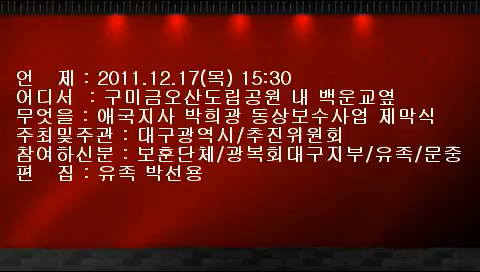 언 제 : 2011.12.17(목) 15:30
어디서 : 구미금오산도립공원 내 백운교옆
무엇을 : 애국지사 박희광 동상보수사업 제막식
주최및주관 : 대구광역시/추진위원회
참여하신문 : 보훈단체/광복회대구지부/유족/문중
편 집 : 유족 박선용